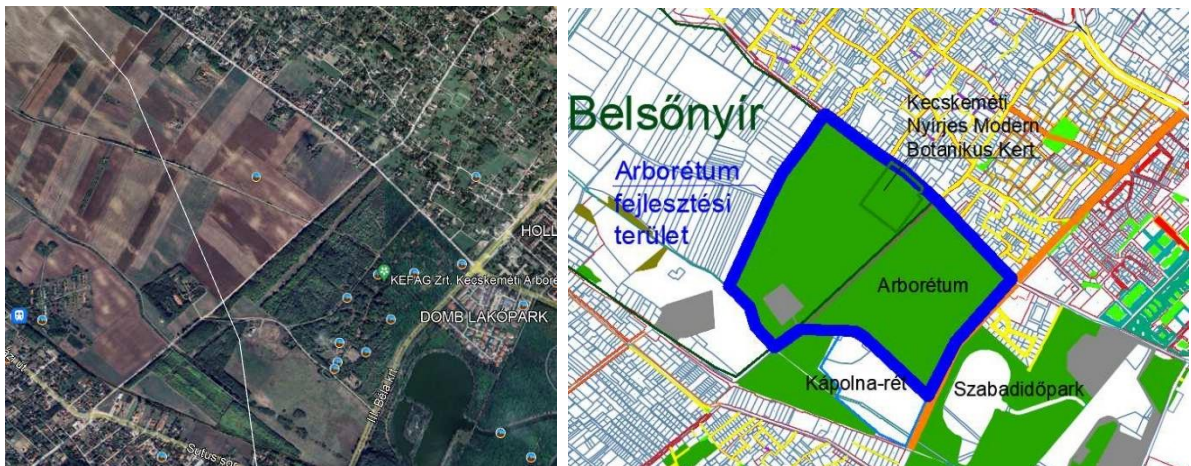 HOLL
KEFAG Zrt. Kecskeméti Arboré
DOMB LAKÓPARK
III. Béla krt.
Sutus sor
Belsőnyír
Arborétum
fejlesztési
terület
Kecskeméti
Nyírjes Modern
Botanikus Kert
Arborétum
Kápolna-rét
Szabadidőpark